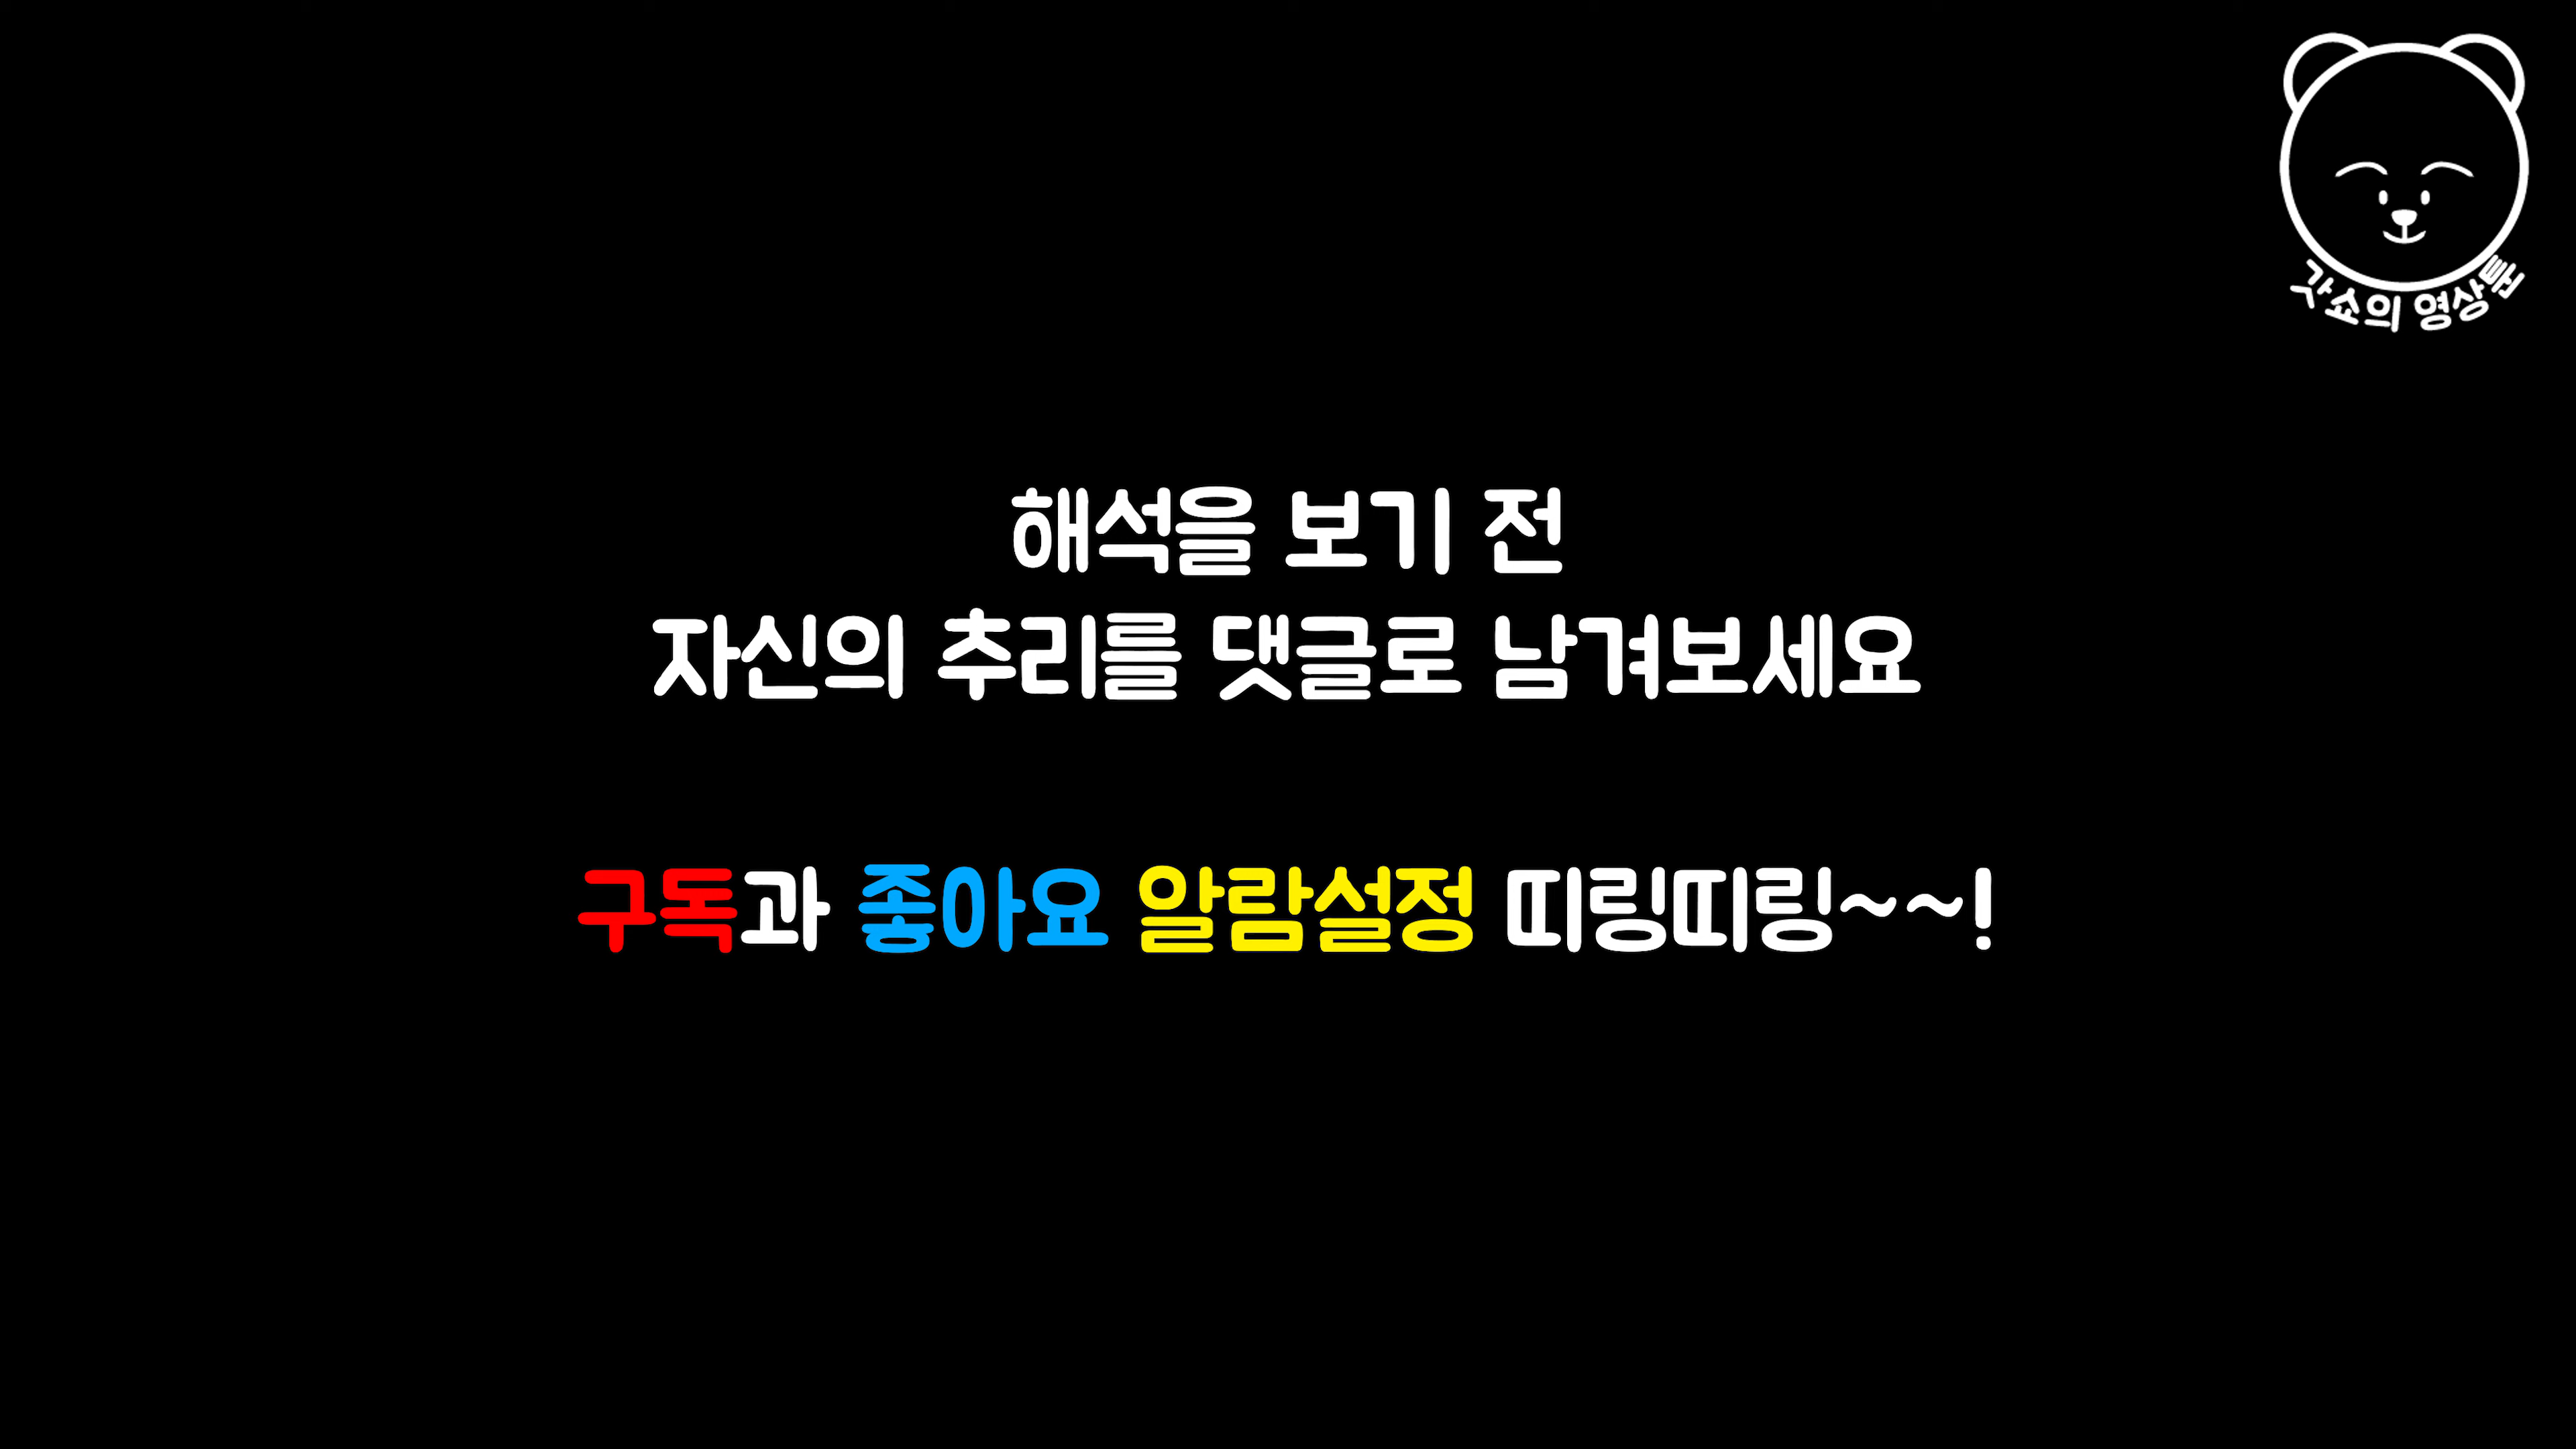 갓쇼의 영상툰
해석을 보기 전
자신의 추리를 댓글로 남겨보세요
구독과 좋아요 알람설정 띠링띠링~~!